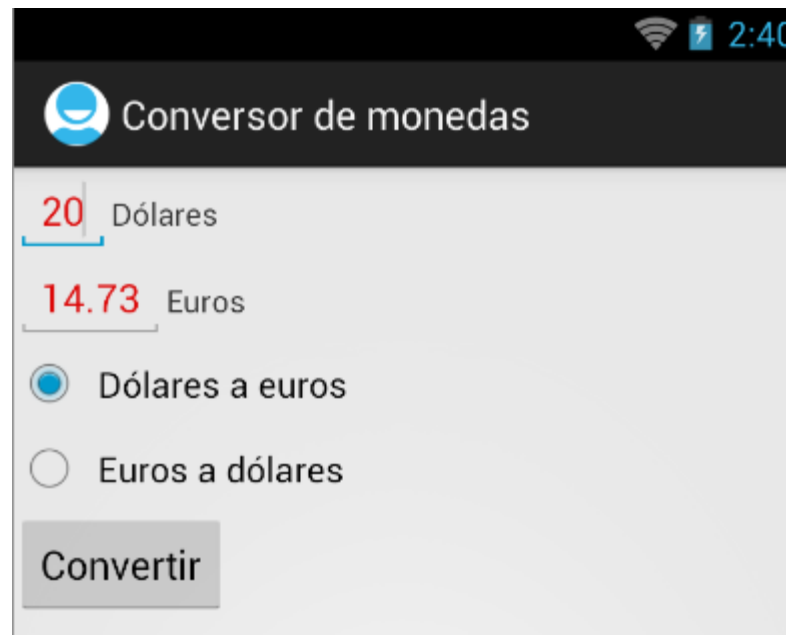 2:40
Conversor de monedas
20 Dólares
14.73 Euros
Dólares a euros
Euros a dólares
Convertir